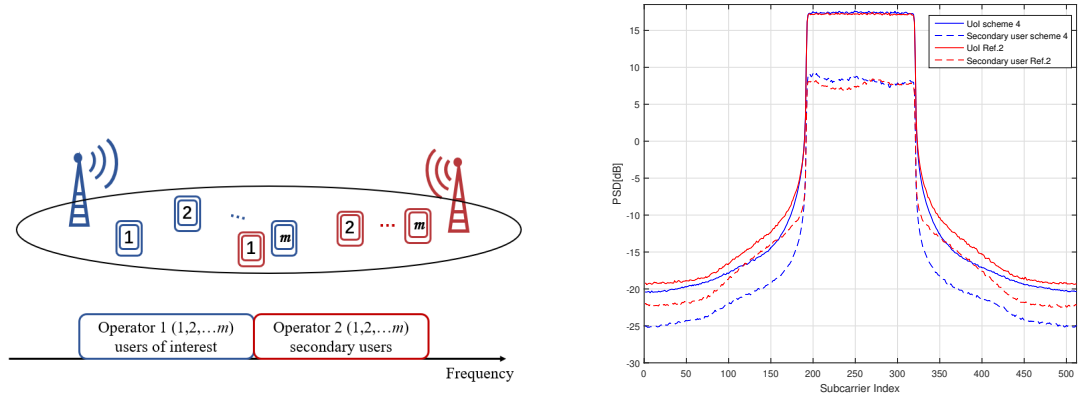 1
2
...
1
m
2
...
m
Operator 1 (1,2,…m)
users of interest
Operator 2 (1,2,…m)
secondary users
Frequency
UoI scheme 4
Secondary user scheme 4
UoI Ref.2
Secondary user Ref.2
15
10
5
0
-5
-10
-15
-20
-25
-30
PSD[dB]
0
50
100
150
200
250
300
350
400
450
500
Subcarrier Index